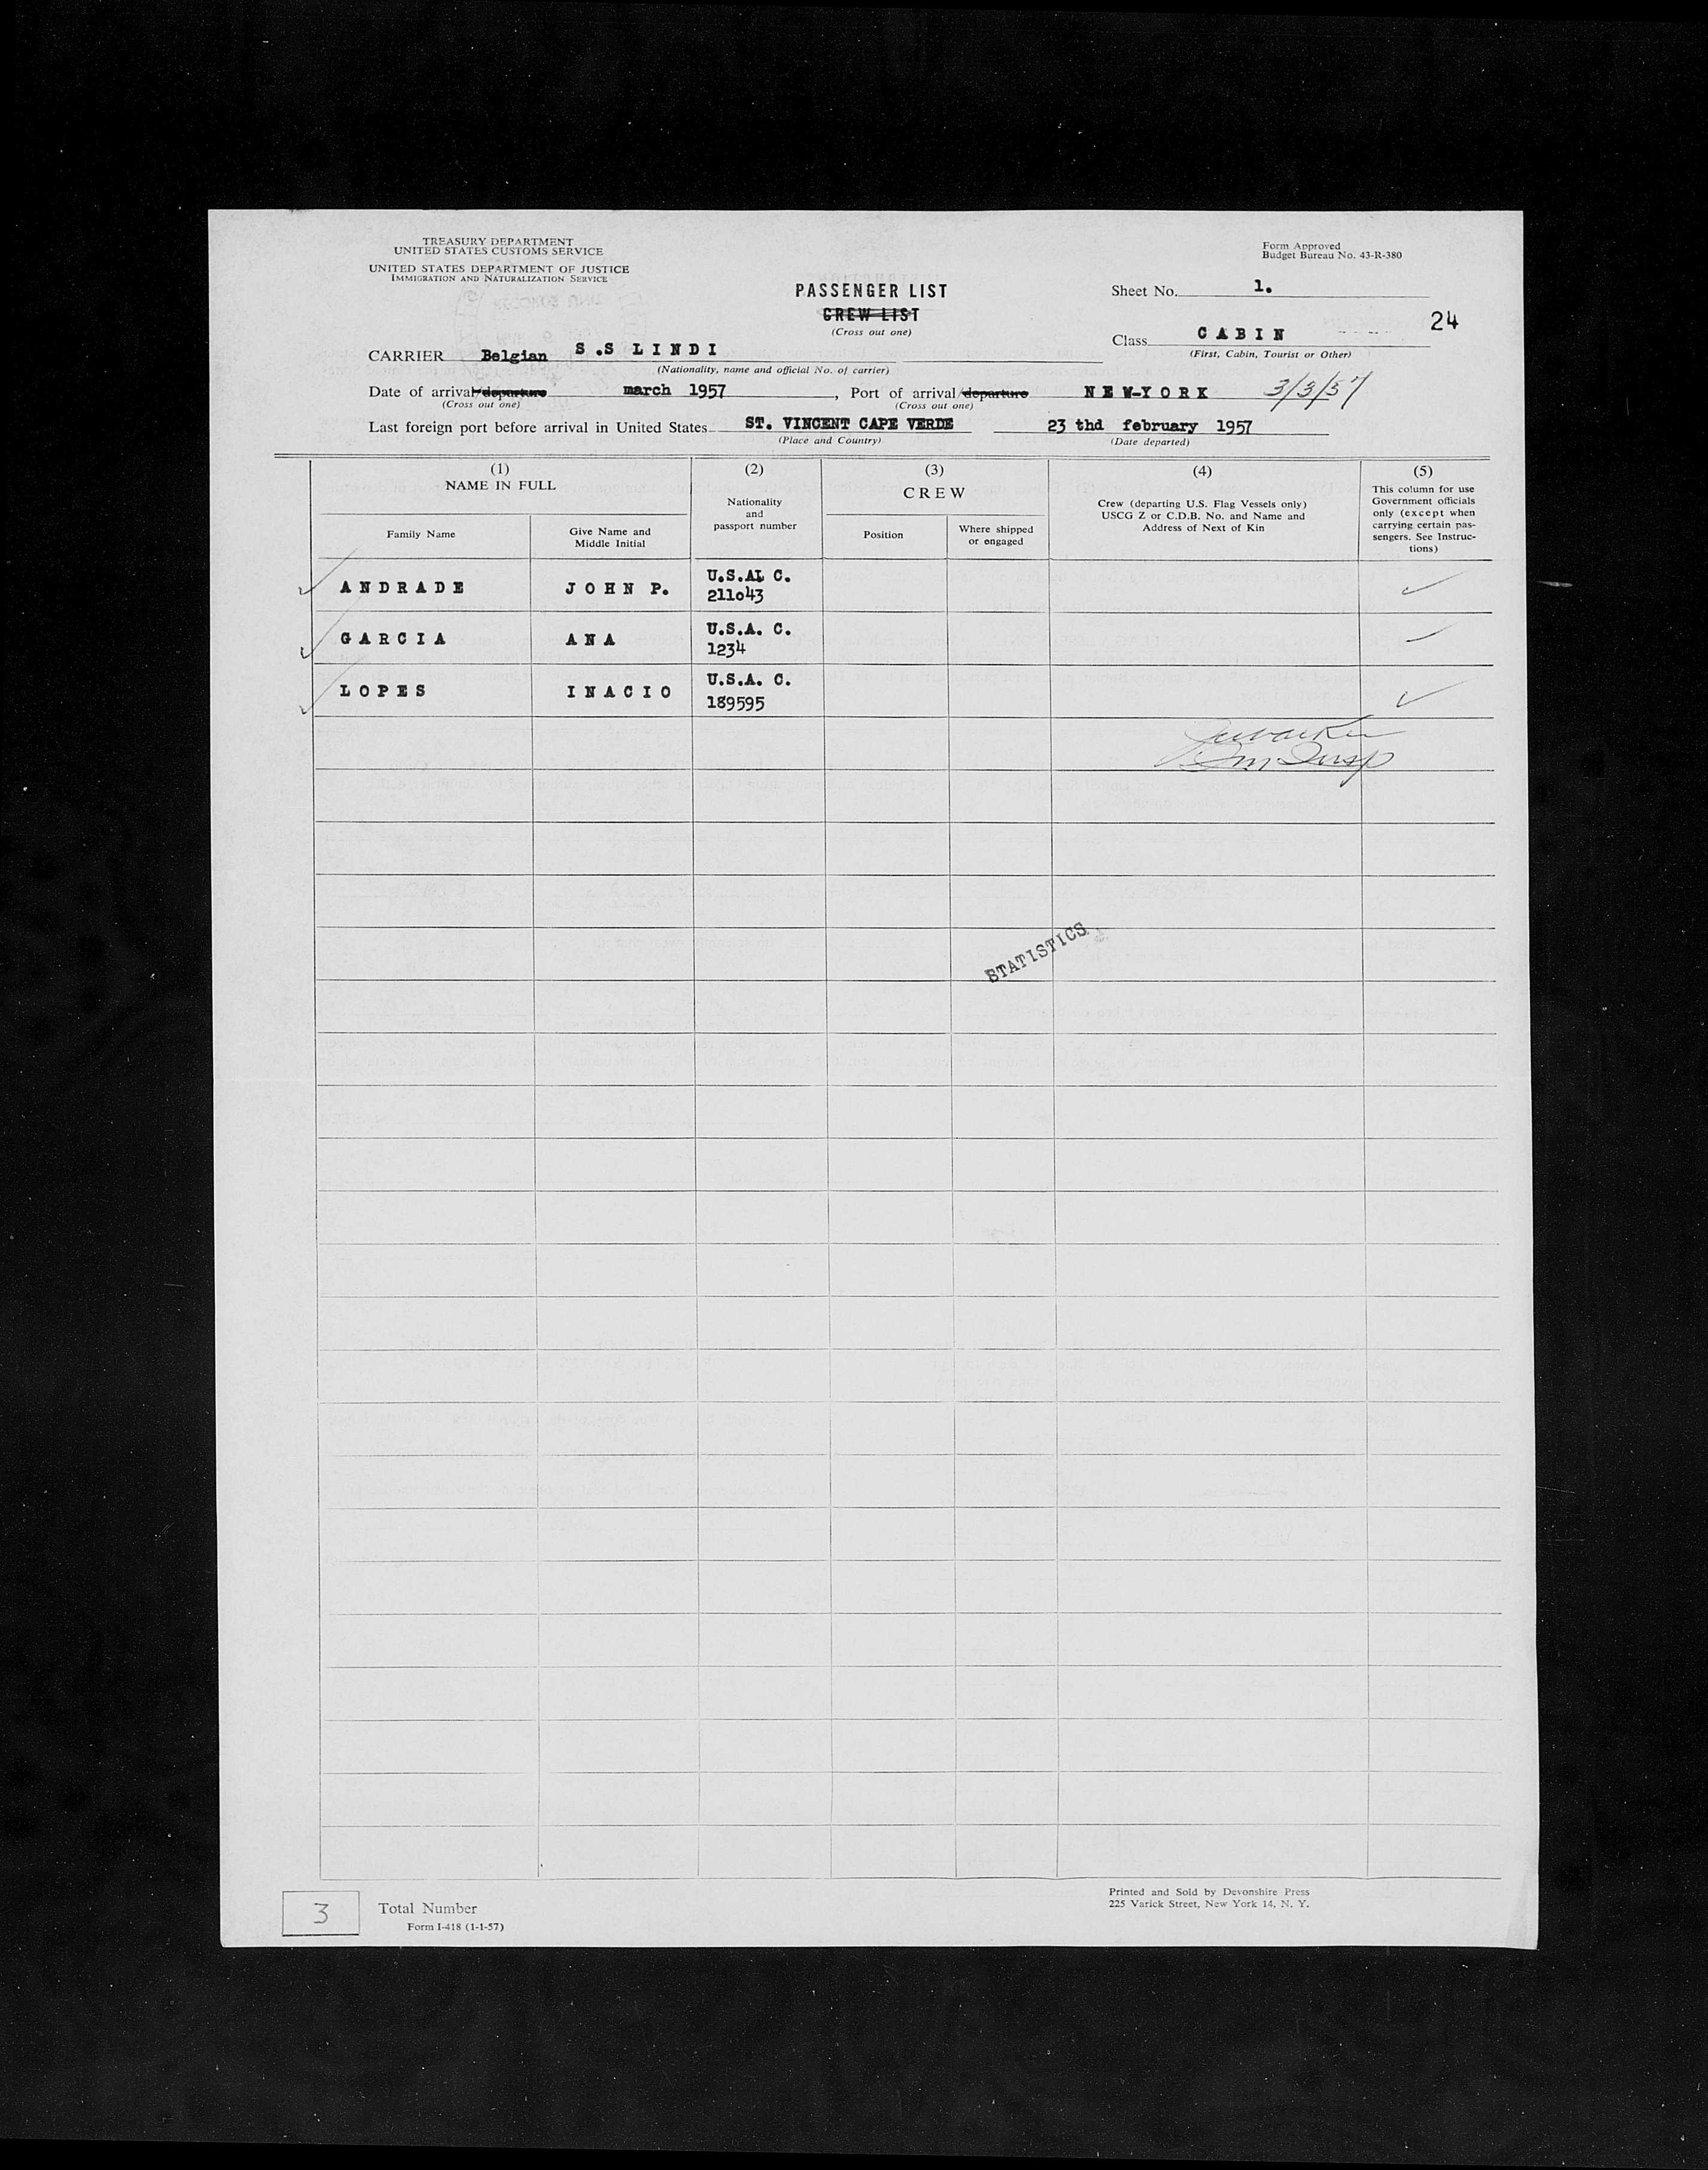 TREASURY DEPARTMENT
UNITED STATES CUSTOMS SERVICE
UNITED STATES DEPARTMENT OF JUSTICE
IMMIGRATION AND NATURALIZATION SERVICE
Form Approved
Budget Bureau No. 43-R-380
PASSENGER LIST
CREW LIST
(Cross out one)
Sheet No. 1.
24
Class CABIN
(First, Cabin, Tourist or Other)
CARRIER Belgian S.S LINDI
(Nationality, name and official No. of carrier)
Date of arrival/departure march 1957, Port of arrival/departure NEW-YORK 3/3/57
(Cross out one) (Cross out one)
Last foreign port before arrival in United States ST. VINCENT CAPE VERDE 23 thd february 1957
(Place and Country) (Date departed)
(1) (2) (3) (4) (5)
NAME IN FULL
Family Name
Give Name and
Middle Initial
Nationality
and
passport number
CREW
Position
Where shipped
or engaged
Crew (departing U.S. Flag Vessels only)
USCG Z or C.D.B. No. and Name and
Address of Next of Kin
This column for use
Government officials
only (except when
carrying certain pas-
sengers. See Instruc-
tions)
ANDRADE JOHN P. U.S.A. C.
211043
GARCIA ANA U.S.A. C.
1234
LOPES INACIO U.S.A. C.
189595
Imm Insp
STATISTICS
3 Total Number
Form I-418 (1-1-57)
Printed and Sold by Devonshire Press
225 Varick Street, New York 14, N. Y.